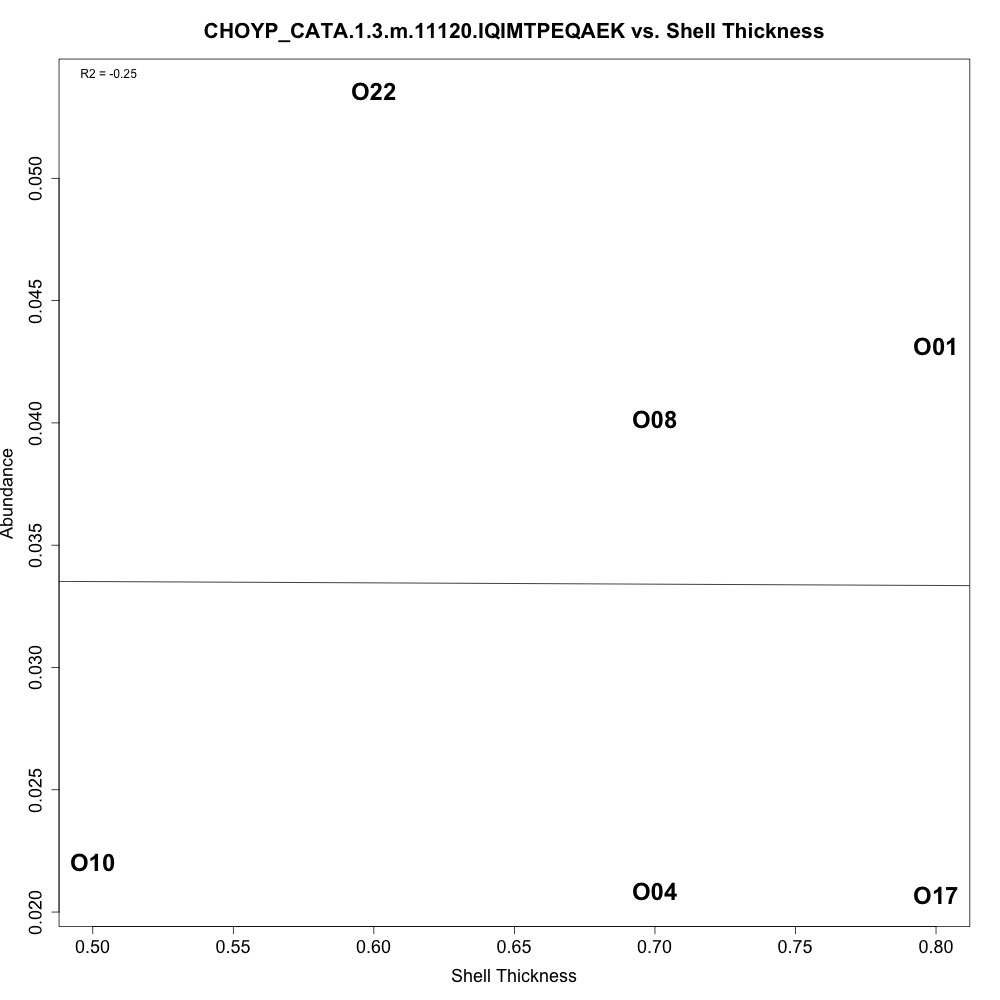 CHOYP_CATA.1.3.m.11120.IQIMTPEQAEK vs. Shell Thickness
R2 = -0.25
O22
0.050
0.045
O01
0.040
O08
Abundance
0.035
0.030
0.025
O10
O04
O17
0.020
0.50 0.55 0.60 0.65 0.70 0.75 0.80
Shell Thickness